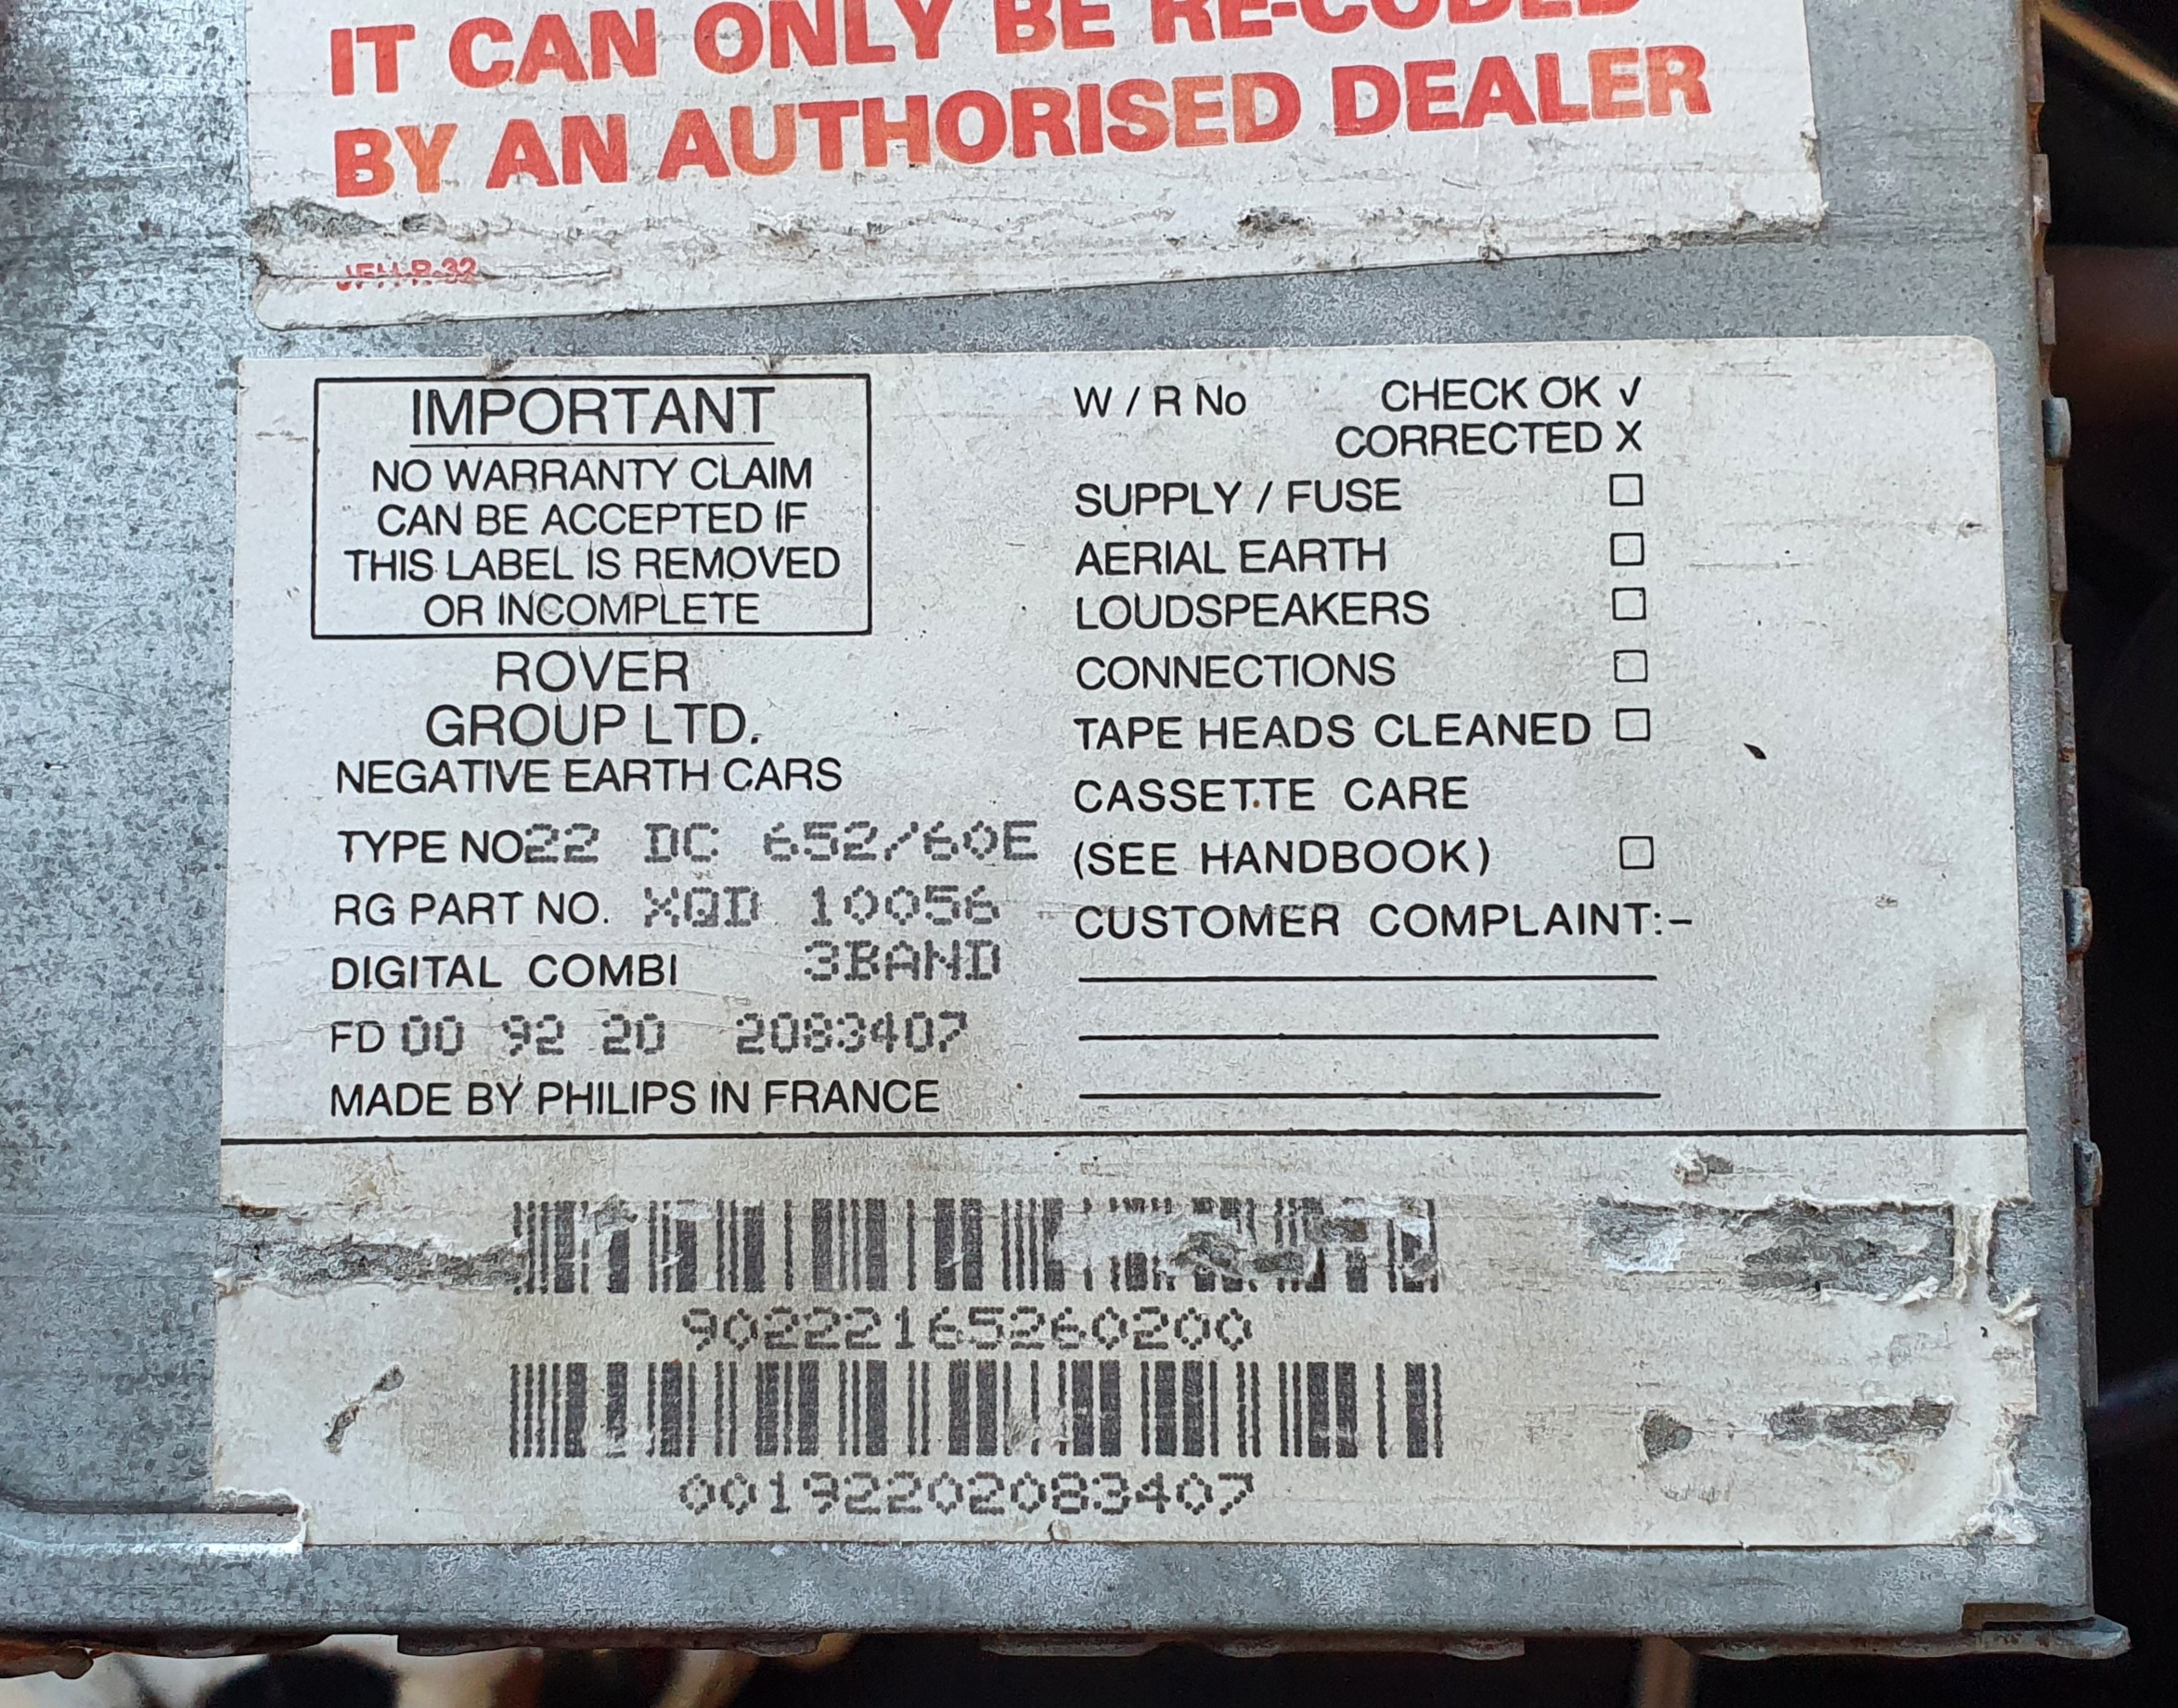 IT CAN ONLY BE RE-CODED
BY AN AUTHORISED DEALER
IMPORTANT
NO WARRANTY CLAIM
CAN BE ACCEPTED IF
THIS LABEL IS REMOVED
OR INCOMPLETE
ROVER
GROUP LTD.
NEGATIVE EARTH CARS
TYPE NO 22 DC 652/60E
RG PART NO. XQD 10056
DIGITAL COMBI 3BAND
FD 00 92 20 2083407
MADE BY PHILIPS IN FRANCE
W / R No CHECK OK √
CORRECTED X
SUPPLY / FUSE □
AERIAL EARTH □
LOUDSPEAKERS □
CONNECTIONS □
TAPE HEADS CLEANED □
CASSETTE CARE
(SEE HANDBOOK) □
CUSTOMER COMPLAINT:-
90222165260200
00192202083407